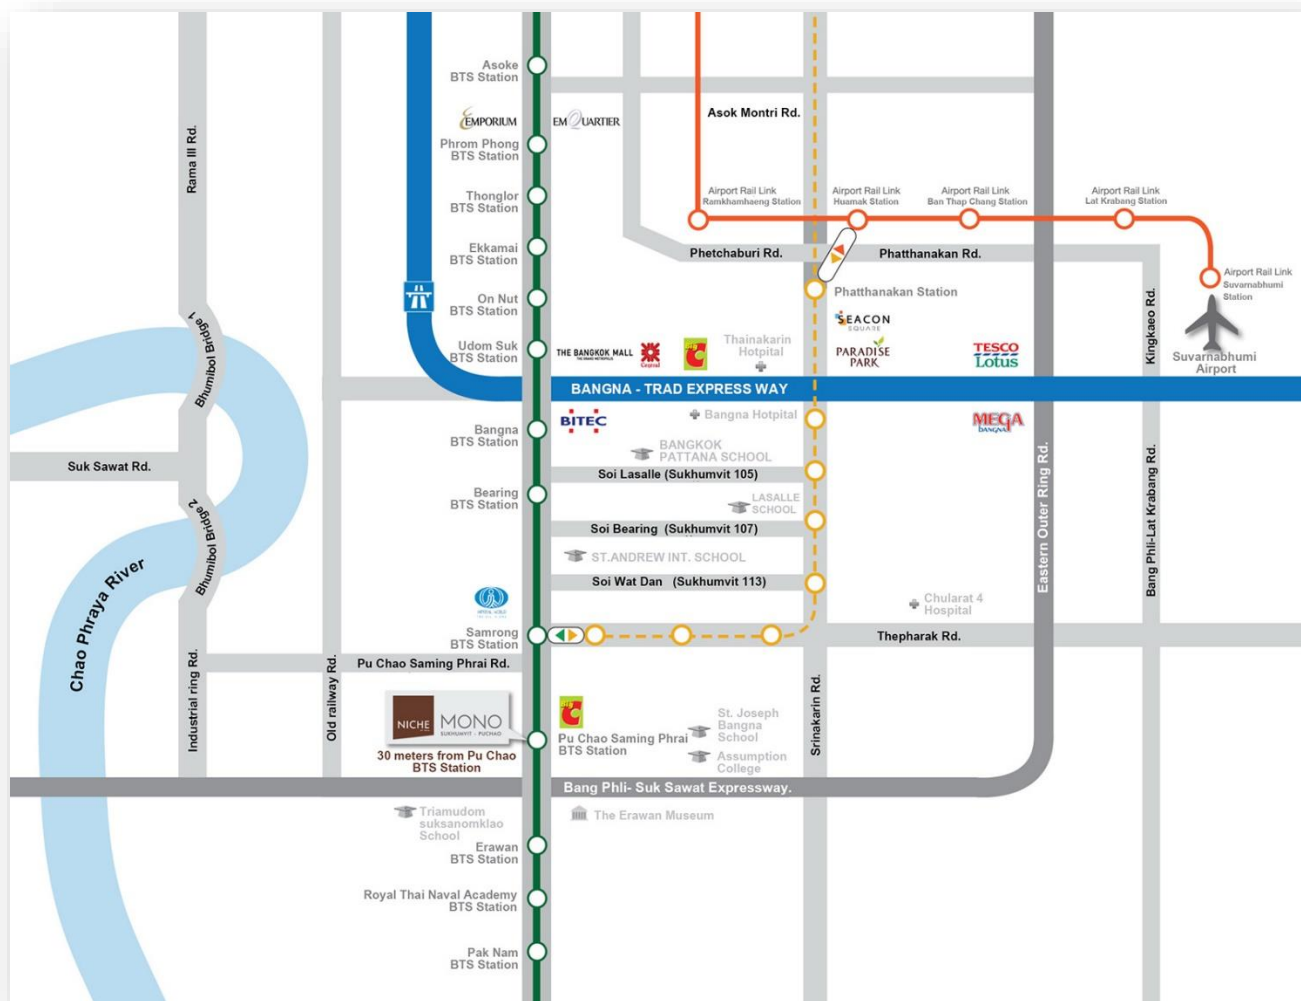 Asoke
BTS Station
EMPORIUM
EMQUARTIER
Asok Montri Rd.
Rama III Rd.
Phrom Phong
BTS Station
Thonglor
BTS Station
Airport Rail Link
Ramkhamhaeng Station
Airport Rail Link
Huamak Station
Airport Rail Link
Ban Thap Chang Station
Airport Rail Link
Lat Krabang Station
Ekkamai
BTS Station
Phetchaburi Rd.
Phatthanakan Rd.
Airport Rail Link
Suvarnabhumi
Station
On Nut
BTS Station
Phatthanakan Station
Kingkaeo Rd.
SEACON
SQUARE
Bhumibol Bridge 1
Udom Suk
BTS Station
THE BANGKOK MALL
Central
C
Thainakarin
Hotpital
PARADISE
PARK
TESCO
Lotus
Suvarnabhumi
Airport
BANGNA - TRAD EXPRESS WAY
Bangna
BTS Station
BITEC
Bangna Hotpital
MEGA
BANGNA
BANGKOK
PATTANA SCHOOL
Suk Sawat Rd.
Soi Lasalle (Sukhumvit 105)
Bearing
BTS Station
LASALLE
SCHOOL
Eastern Outer Ring Rd.
Bang Phli-Lat Krabang Rd.
Bhumibol Bridge 2
Soi Bearing (Sukhumvit 107)
ST.ANDREW INT. SCHOOL
Chao Phraya River
Soi Wat Dan (Sukhumvit 113)
Chularat 4
Hospital
Samrong
BTS Station
Thepharak Rd.
Pu Chao Saming Phrai Rd.
Industrial ring Rd.
Old railway Rd.
Srinakarin Rd.
NICHE
MONO
SUKHUMVIT - PUCHAO
30 meters from Pu Chao
BTS Station
C
Pu Chao Saming Phrai
BTS Station
St. Joseph
Bangna
School
Assumption
College
Bang Phli- Suk Sawat Expressway.
Triamudom
suksanomklao
School
The Erawan Museum
Erawan
BTS Station
Royal Thai Naval Academy
BTS Station
Pak Nam
BTS Station